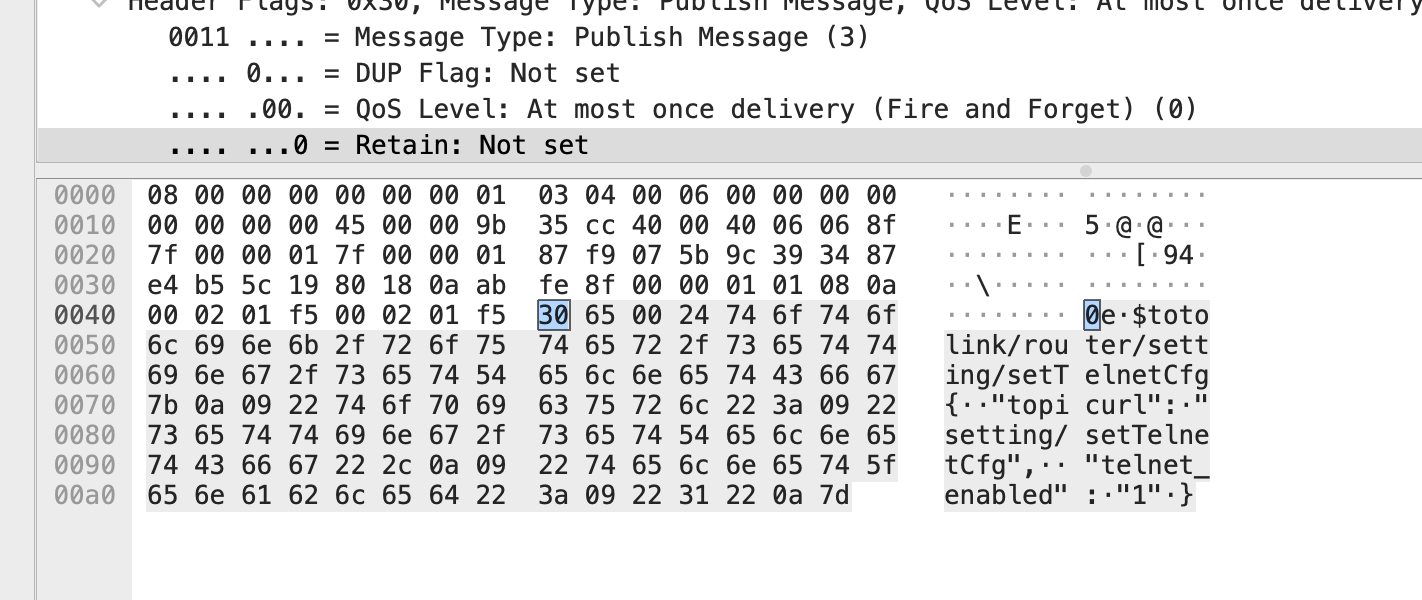 Header Flags: 0x30, Message Type: Publish Message, QoS Level: At most once delivery
0011 .... = Message Type: Publish Message (3)
.... 0... = DUP Flag: Not set
.... .00. = QoS Level: At most once delivery (Fire and Forget) (0)
.... ...0 = Retain: Not set
0000 08 00 00 00 00 00 00 01 03 04 00 06 00 00 00 00 ········ ········
0010 00 00 00 00 45 00 00 9b 35 cc 40 00 40 06 06 8f ····E··· 5·@·@···
0020 7f 00 00 01 7f 00 00 01 87 f9 07 5b 9c 39 34 87 ········ ···[·94·
0030 e4 b5 5c 19 80 18 0a ab fe 8f 00 00 01 01 08 0a ··\····· ········
0040 00 02 01 f5 00 02 01 f5 30 65 00 24 74 6f 74 6f ········ 0e·$toto
0050 6c 69 6e 6b 2f 72 6f 75 74 65 72 2f 73 65 74 74 link/rou ter/sett
0060 69 6e 67 2f 73 65 74 54 65 6c 6e 65 74 43 66 67 ing/setT elnetCfg
0070 7b 0a 09 22 74 6f 70 69 63 75 72 6c 22 3a 09 22 {··"topi curl":·"
0080 73 65 74 74 69 6e 67 2f 73 65 74 54 65 6c 6e 65 setting/ setTelne
0090 74 43 66 67 22 2c 0a 09 22 74 65 6c 6e 65 74 5f tCfg",·· "telnet_
00a0 65 6e 61 62 6c 65 64 22 3a 09 22 31 22 0a 7d enabled" :·"1"·}